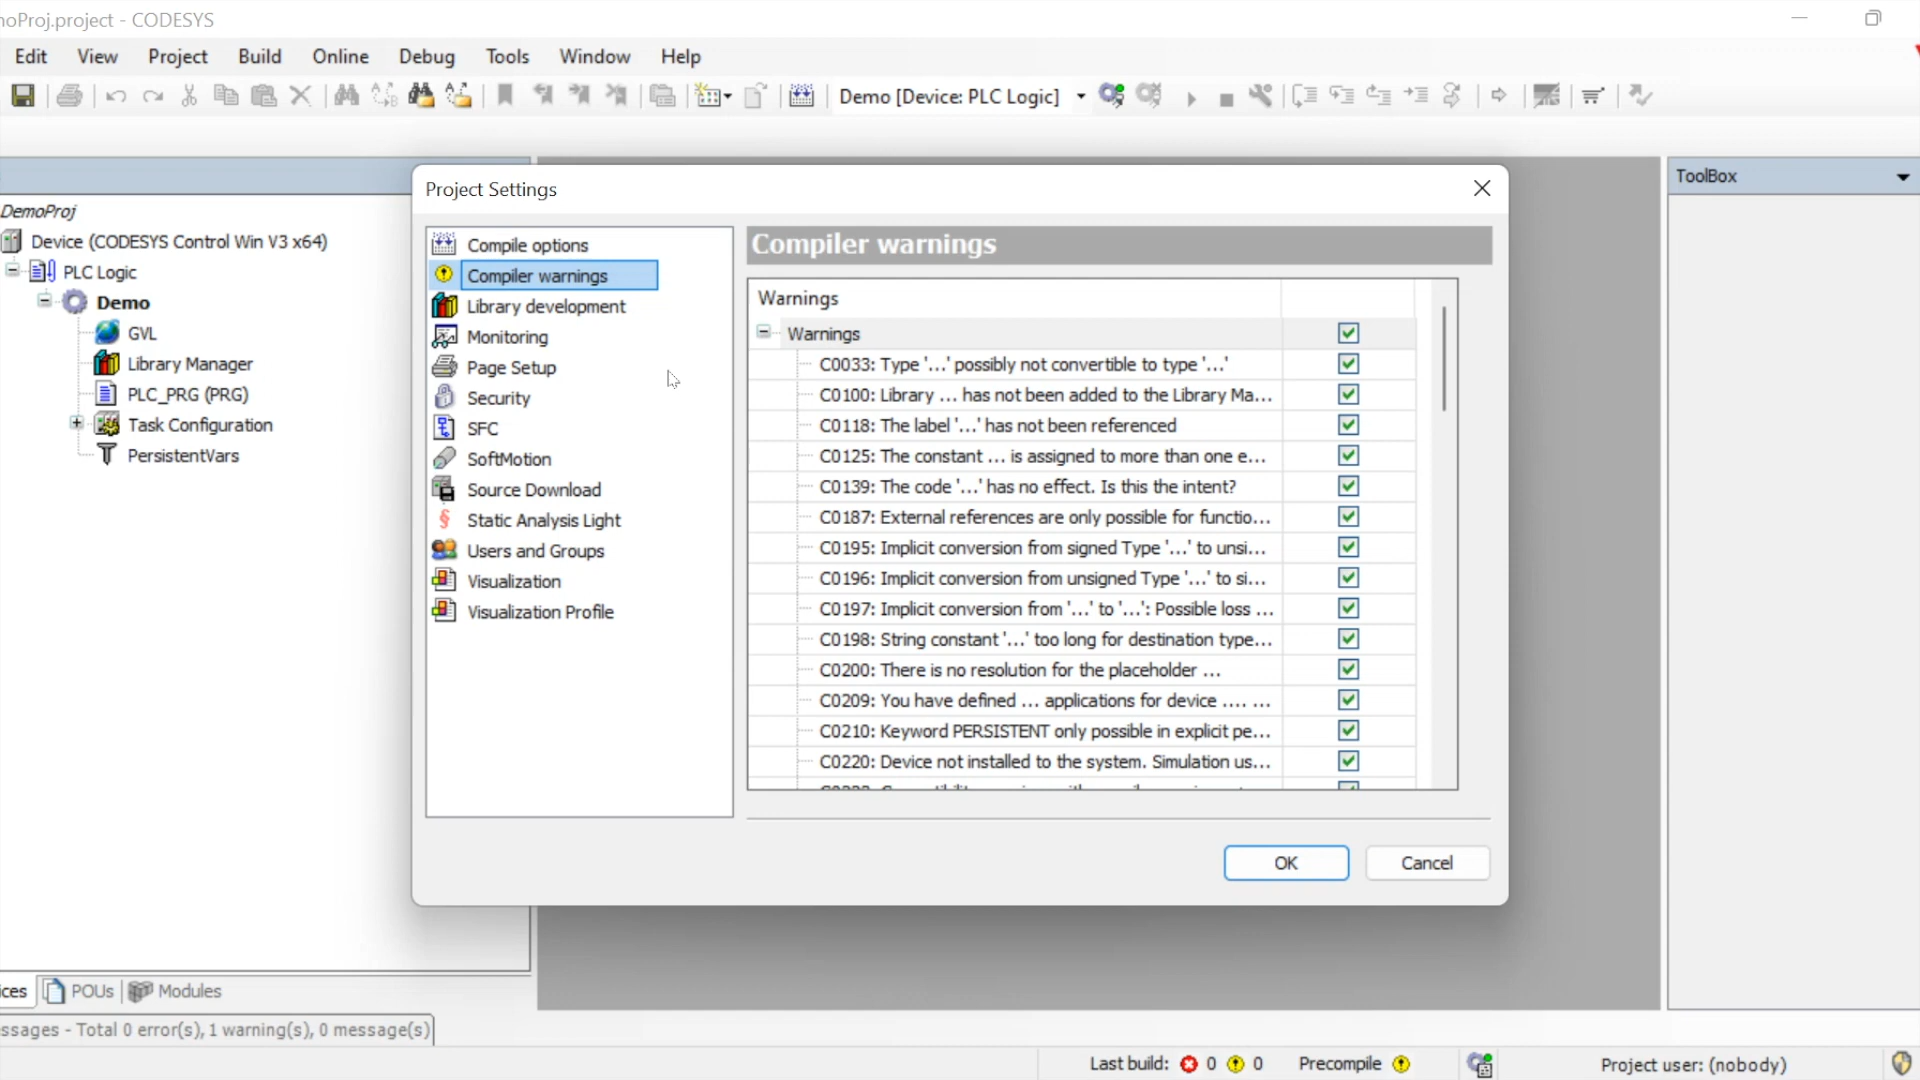 noProj.project - CODESYS
Edit View Project Build Online Debug Tools Window Help
Demo [Device: PLC Logic]
ToolBox
DemoProj
Device (CODESYS Control Win V3 x64)
PLC Logic
Demo
GVL
Library Manager
PLC_PRG (PRG)
Task Configuration
PersistentVars
Project Settings
Compile options
Compiler warnings
Library development
Monitoring
Page Setup
Security
SFC
SoftMotion
Source Download
Static Analysis Light
Users and Groups
Visualization
Visualization Profile
Compiler warnings
Warnings
Warnings
C0033: Type '...' possibly not convertible to type '...'
C0100: Library ... has not been added to the Library Ma...
C0118: The label '...' has not been referenced
C0125: The constant ... is assigned to more than one e...
C0139: The code '...' has no effect. Is this the intent?
C0187: External references are only possible for functio...
C0195: Implicit conversion from signed Type '...' to unsi...
C0196: Implicit conversion from unsigned Type '...' to si...
C0197: Implicit conversion from '...' to '...': Possible loss ...
C0198: String constant '...' too long for destination type...
C0200: There is no resolution for the placeholder ...
C0209: You have defined ... applications for device .... ...
C0210: Keyword PERSISTENT only possible in explicit pe...
C0220: Device not installed to the system. Simulation us...
OK Cancel
ices POUs Modules
essages - Total 0 error(s), 1 warning(s), 0 message(s)
Last build: 0 0 Precompile Project user: (nobody)